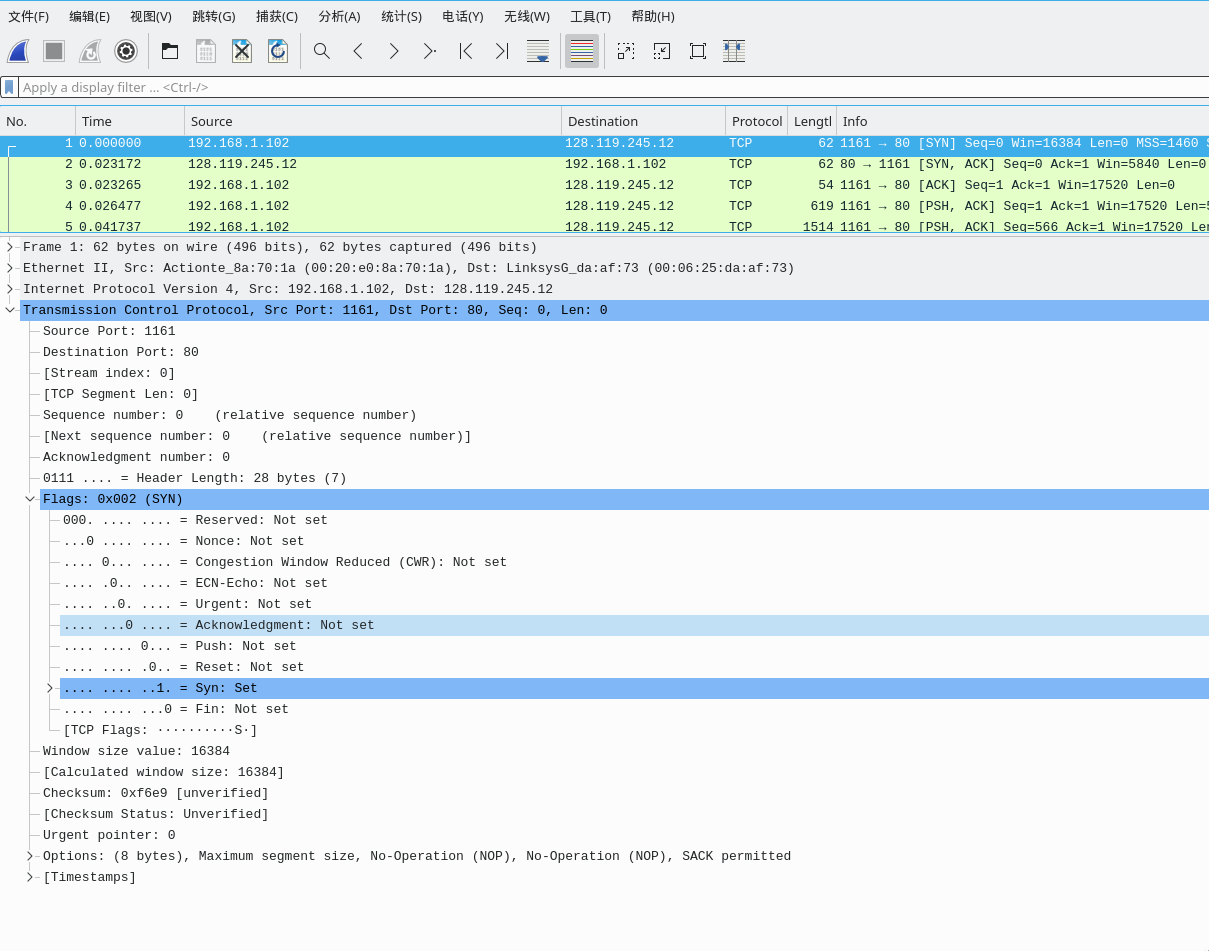 文件(F) 编辑(E) 视图(V) 跳转(G) 捕获(C) 分析(A) 统计(S) 电话(Y) 无线(W) 工具(T) 帮助(H)
Apply a display filter ... <Ctrl-/>
No. Time Source Destination Protocol Lengtl Info
1 0.000000 192.168.1.102 128.119.245.12 TCP 62 1161 → 80 [SYN] Seq=0 Win=16384 Len=0 MSS=1460
2 0.023172 128.119.245.12 192.168.1.102 TCP 62 80 → 1161 [SYN, ACK] Seq=0 Ack=1 Win=5840 Len=0
3 0.023265 192.168.1.102 128.119.245.12 TCP 54 1161 → 80 [ACK] Seq=1 Ack=1 Win=17520 Len=0
4 0.026477 192.168.1.102 128.119.245.12 TCP 619 1161 → 80 [PSH, ACK] Seq=1 Ack=1 Win=17520 Len=
5 0.041737 192.168.1.102 128.119.245.12 TCP 1514 1161 → 80 [PSH, ACK] Seq=566 Ack=1 Win=17520
Frame 1: 62 bytes on wire (496 bits), 62 bytes captured (496 bits)
Ethernet II, Src: Actionte_8a:70:1a (00:20:e0:8a:70:1a), Dst: LinksysG_da:af:73 (00:06:25:da:af:73)
Internet Protocol Version 4, Src: 192.168.1.102, Dst: 128.119.245.12
Transmission Control Protocol, Src Port: 1161, Dst Port: 80, Seq: 0, Len: 0
Source Port: 1161
Destination Port: 80
[Stream index: 0]
[TCP Segment Len: 0]
Sequence number: 0    (relative sequence number)
[Next sequence number: 0    (relative sequence number)]
Acknowledgment number: 0
0111 .... = Header Length: 28 bytes (7)
Flags: 0x002 (SYN)
000. .... .... = Reserved: Not set
...0 .... .... = Nonce: Not set
.... 0... .... = Congestion Window Reduced (CWR): Not set
.... .0.. .... = ECN-Echo: Not set
.... ..0. .... = Urgent: Not set
.... ...0 .... = Acknowledgment: Not set
.... .... 0... = Push: Not set
.... .... .0.. = Reset: Not set
.... .... ..1. = Syn: Set
.... .... ...0 = Fin: Not set
[TCP Flags: ··········S·]
Window size value: 16384
[Calculated window size: 16384]
Checksum: 0xf6e9 [unverified]
[Checksum Status: Unverified]
Urgent pointer: 0
Options: (8 bytes), Maximum segment size, No-Operation (NOP), No-Operation (NOP), SACK permitted
[Timestamps]